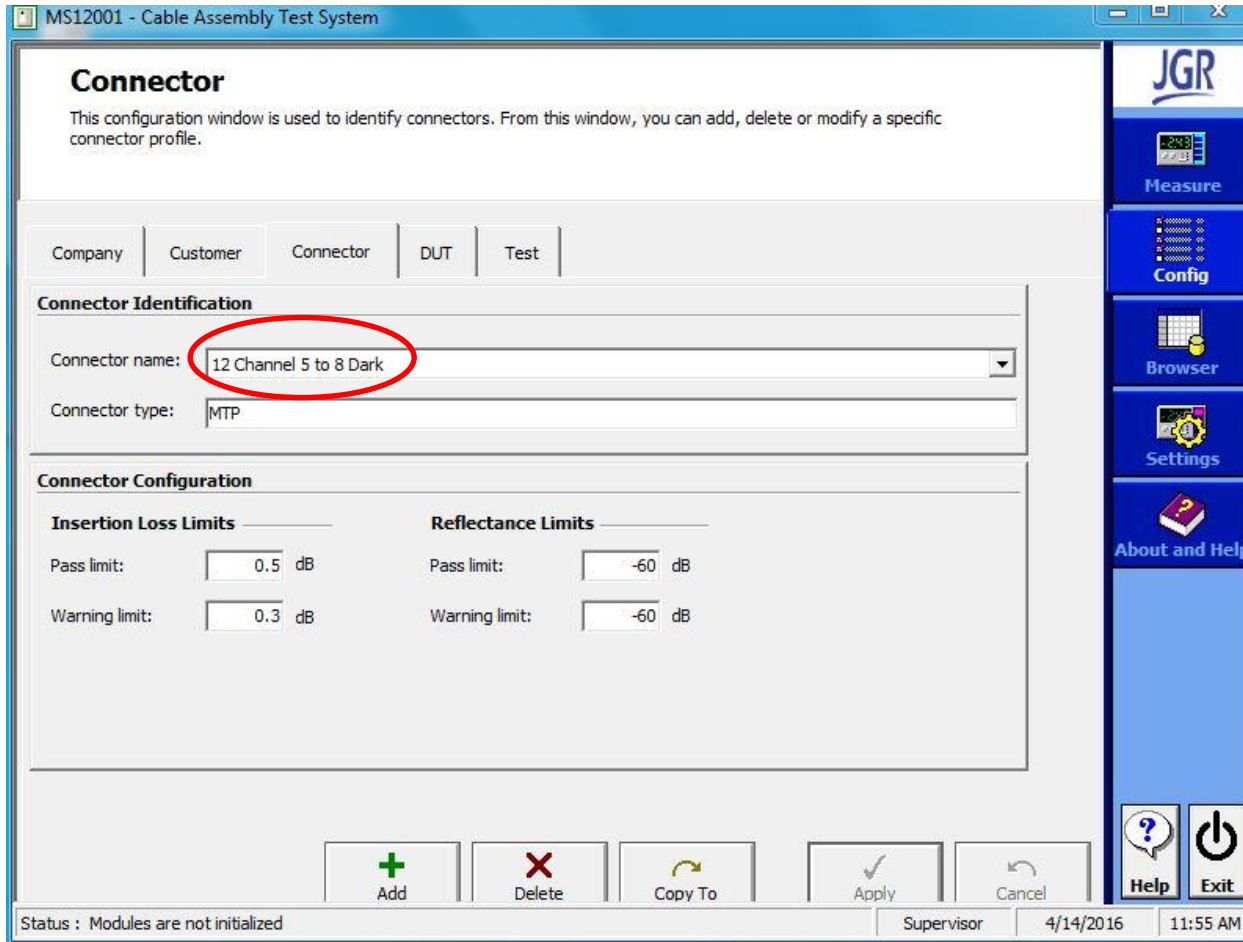 MS12001 - Cable Assembly Test System
Connector
This configuration window is used to identify connectors. From this window, you can add, delete or modify a specific
connector profile.
JGR
Measure
Config
Browser
Settings
About and Help
Company Customer Connector DUT Test
Connector Identification
Connector name: 12 Channel 5 to 8 Dark
Connector type: MTP
Connector Configuration
Insertion Loss Limits Reflectance Limits
Pass limit: 0.5 dB Pass limit: -60 dB
Warning limit: 0.3 dB Warning limit: -60 dB
Add Delete Copy To Apply Cancel
Help Exit
Status : Modules are not initialized Supervisor 4/14/2016 11:55 AM